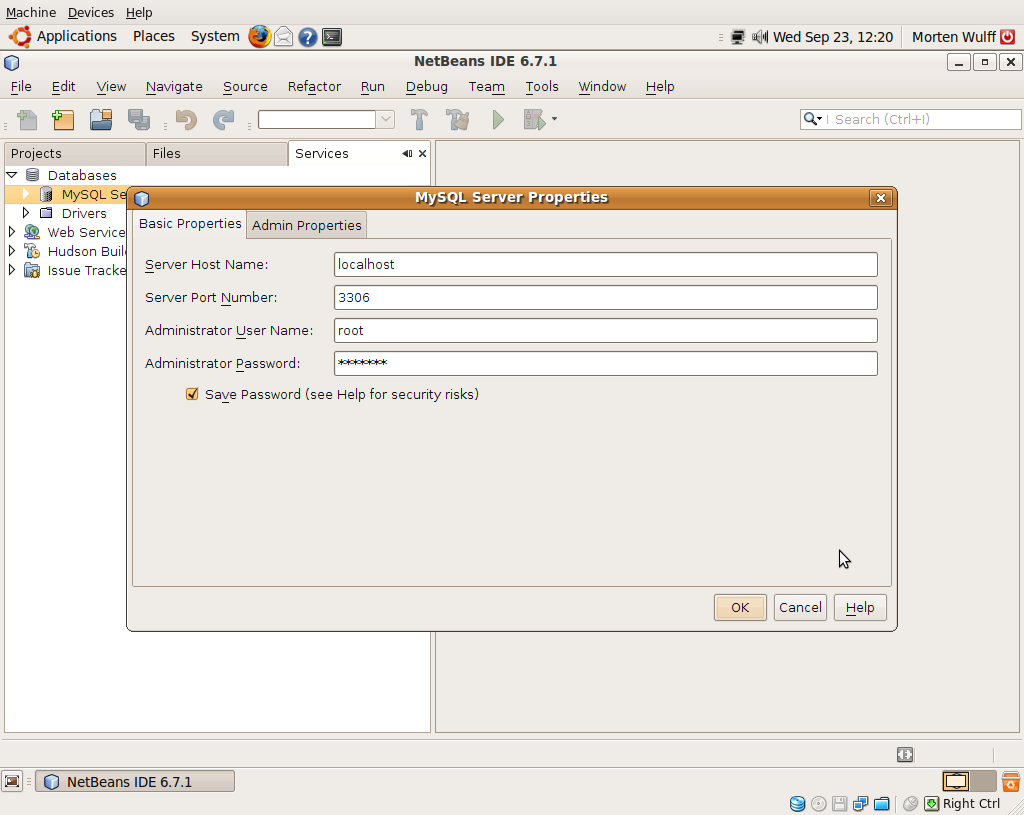 Machine Devices Help
Applications Places System Wed Sep 23, 12:20 Morten Wulff
NetBeans IDE 6.7.1
File Edit View Navigate Source Refactor Run Debug Team Tools Window Help
Search (Ctrl+I)
Projects Files Services
Databases
MySQL Se
Drivers
Web Service
Hudson Buil
Issue Tracke
MySQL Server Properties
Basic Properties Admin Properties
Server Host Name: localhost
Server Port Number: 3306
Administrator User Name: root
Administrator Password: *******
Save Password (see Help for security risks)
OK Cancel Help
NetBeans IDE 6.7.1
Right Ctrl